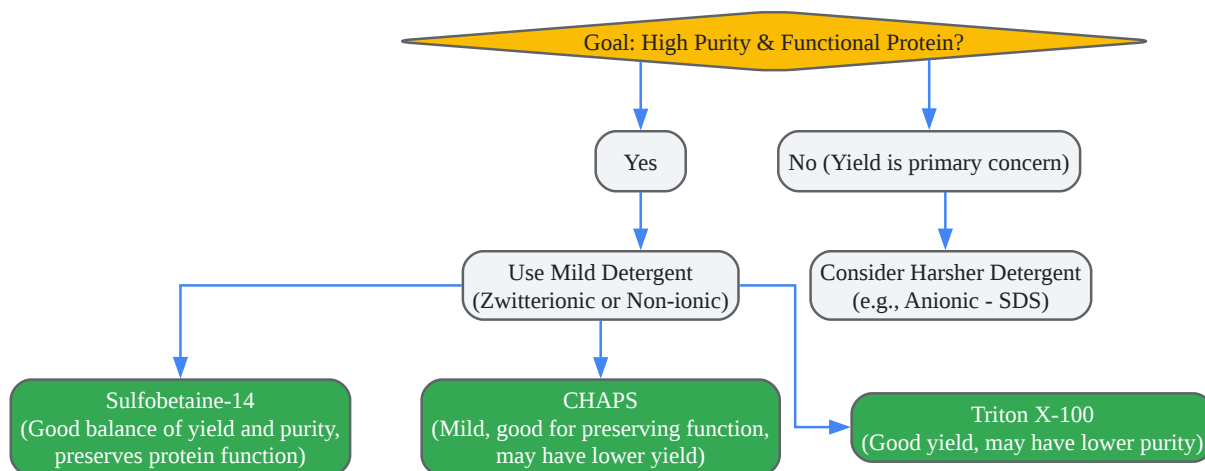 Goal: High Purity & Functional Protein?
Yes
No (Yield is primary concern)
Use Mild Detergent
(Zwitterionic or Non-ionic)
Consider Harsher Detergent
(e.g., Anionic - SDS)
Sulfobetaine-14
(Good balance of yield and purity,
preserves protein function)
CHAPS
(Mild, good for preserving function,
may have lower yield)
Triton X-100
(Good yield, may have lower purity)